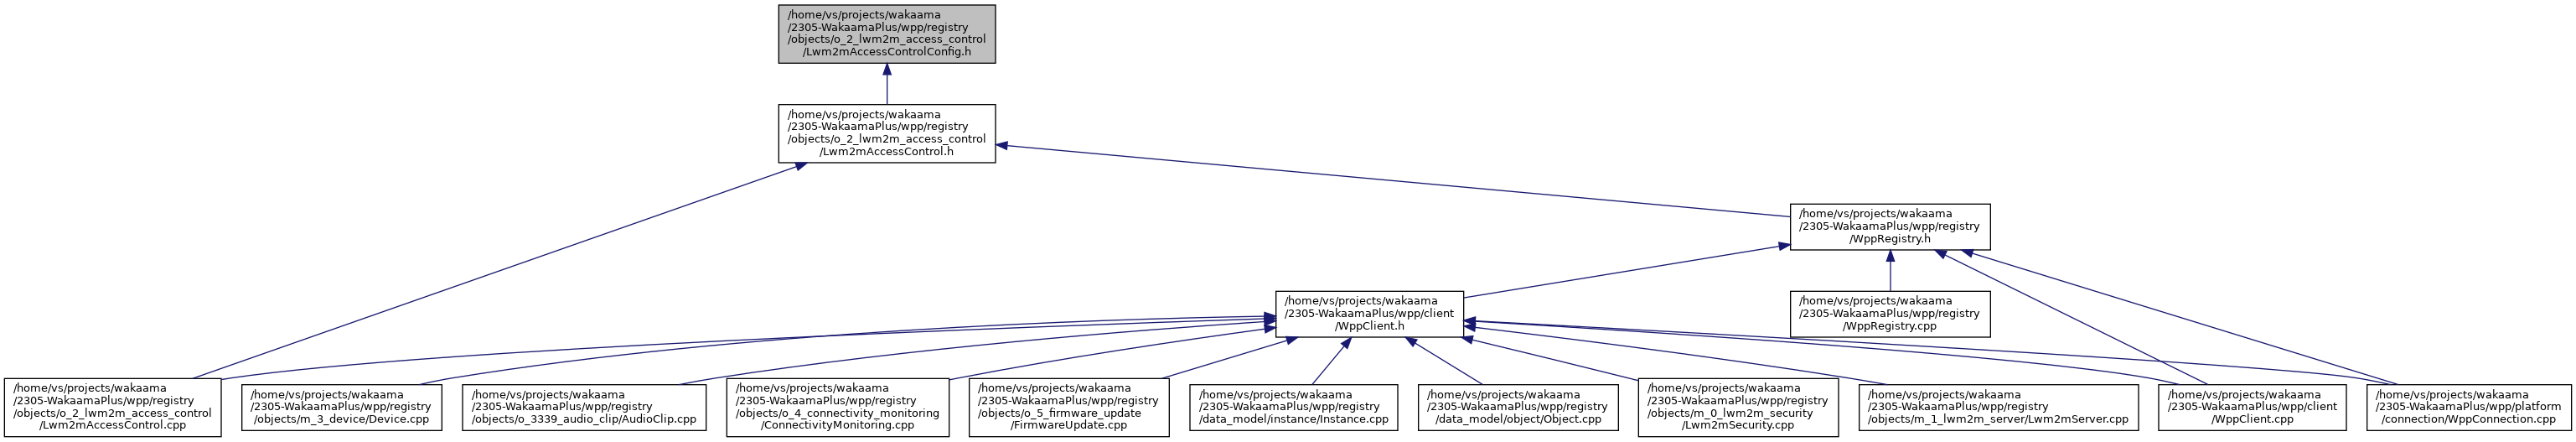 /home/vs/projects/wakaama
/2305-WakaamaPlus/wpp/registry
/objects/o_2_lwm2m_access_control
/Lwm2mAccessControlConfig.h
/home/vs/projects/wakaama
/2305-WakaamaPlus/wpp/registry
/objects/o_2_lwm2m_access_control
/Lwm2mAccessControl.h
/home/vs/projects/wakaama
/2305-WakaamaPlus/wpp/registry
/WppRegistry.h
/home/vs/projects/wakaama
/2305-WakaamaPlus/wpp/client
/WppClient.h
/home/vs/projects/wakaama
/2305-WakaamaPlus/wpp/registry
/WppRegistry.cpp
/home/vs/projects/wakaama
/2305-WakaamaPlus/wpp/registry
/objects/o_2_lwm2m_access_control
/Lwm2mAccessControl.cpp
/home/vs/projects/wakaama
/2305-WakaamaPlus/wpp/registry
/objects/m_3_device/Device.cpp
/home/vs/projects/wakaama
/2305-WakaamaPlus/wpp/registry
/objects/o_3339_audio_clip/AudioClip.cpp
/home/vs/projects/wakaama
/2305-WakaamaPlus/wpp/registry
/objects/o_4_connectivity_monitoring
/ConnectivityMonitoring.cpp
/home/vs/projects/wakaama
/2305-WakaamaPlus/wpp/registry
/objects/o_5_firmware_update
/FirmwareUpdate.cpp
/home/vs/projects/wakaama
/2305-WakaamaPlus/wpp/registry
/data_model/instance/Instance.cpp
/home/vs/projects/wakaama
/2305-WakaamaPlus/wpp/registry
/data_model/object/Object.cpp
/home/vs/projects/wakaama
/2305-WakaamaPlus/wpp/registry
/objects/m_0_lwm2m_security
/Lwm2mSecurity.cpp
/home/vs/projects/wakaama
/2305-WakaamaPlus/wpp/registry
/objects/m_1_lwm2m_server/Lwm2mServer.cpp
/home/vs/projects/wakaama
/2305-WakaamaPlus/wpp/client
/WppClient.cpp
/home/vs/projects/wakaama
/2305-WakaamaPlus/wpp/platform
/connection/WppConnection.cpp